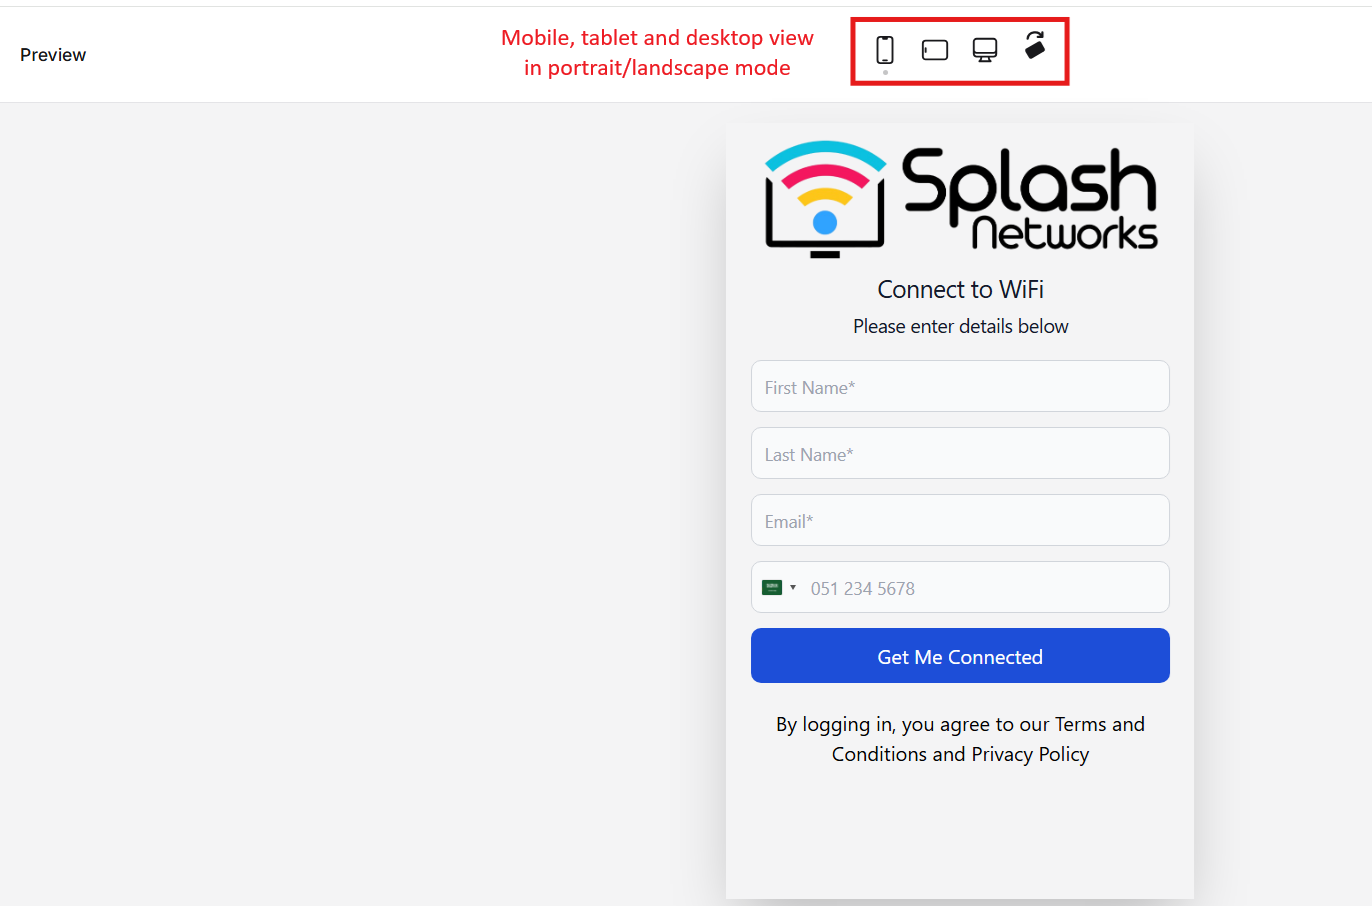 Preview
Mobile, tablet and desktop view
in portrait/landscape mode
Splash
Networks
Connect to WiFi
Please enter details below
First Name*
Last Name*
Email*
051 234 5678
Get Me Connected
By logging in, you agree to our Terms and
Conditions and Privacy Policy